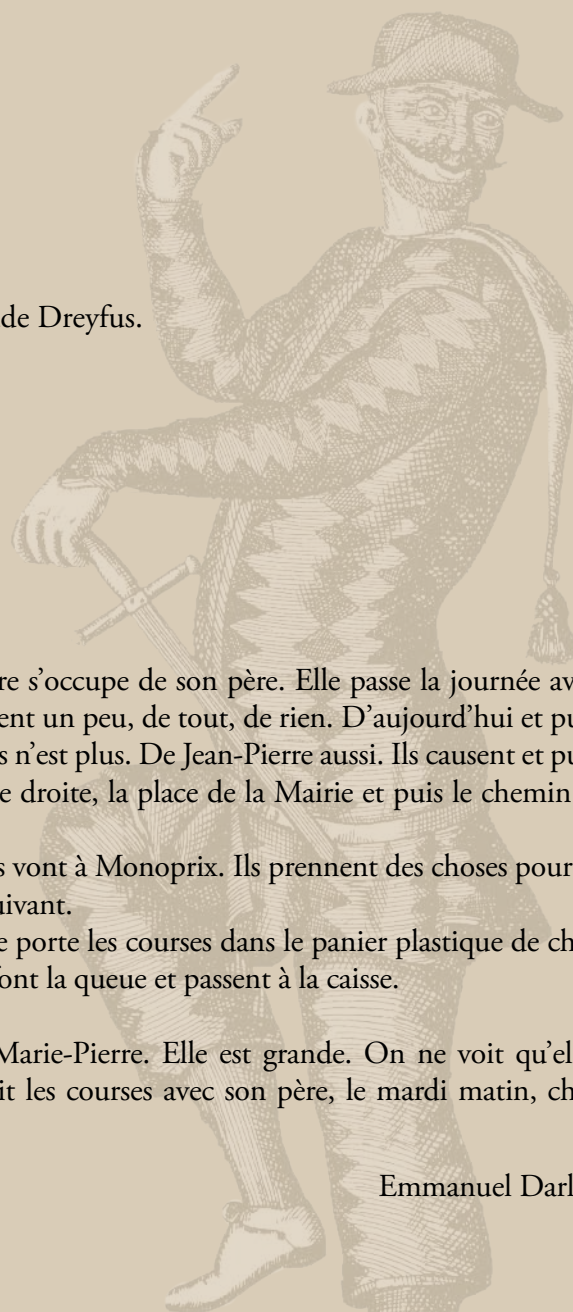 de Dreyfus.
re s’occupe de son père. Elle passe la journée av
ent un peu, de tout, de rien. D’aujourd’hui et pu
s n’est plus. De Jean-Pierre aussi. Ils causent et pu
e droite, la place de la Mairie et puis le chemin
s vont à Monoprix. Ils prennent des choses pour
uivant.
e porte les courses dans le panier plastique de ch
font la queue et passent à la caisse.
Marie-Pierre. Elle est grande. On ne voit qu’el
it les courses avec son père, le mardi matin, ch
Emmanuel Darl